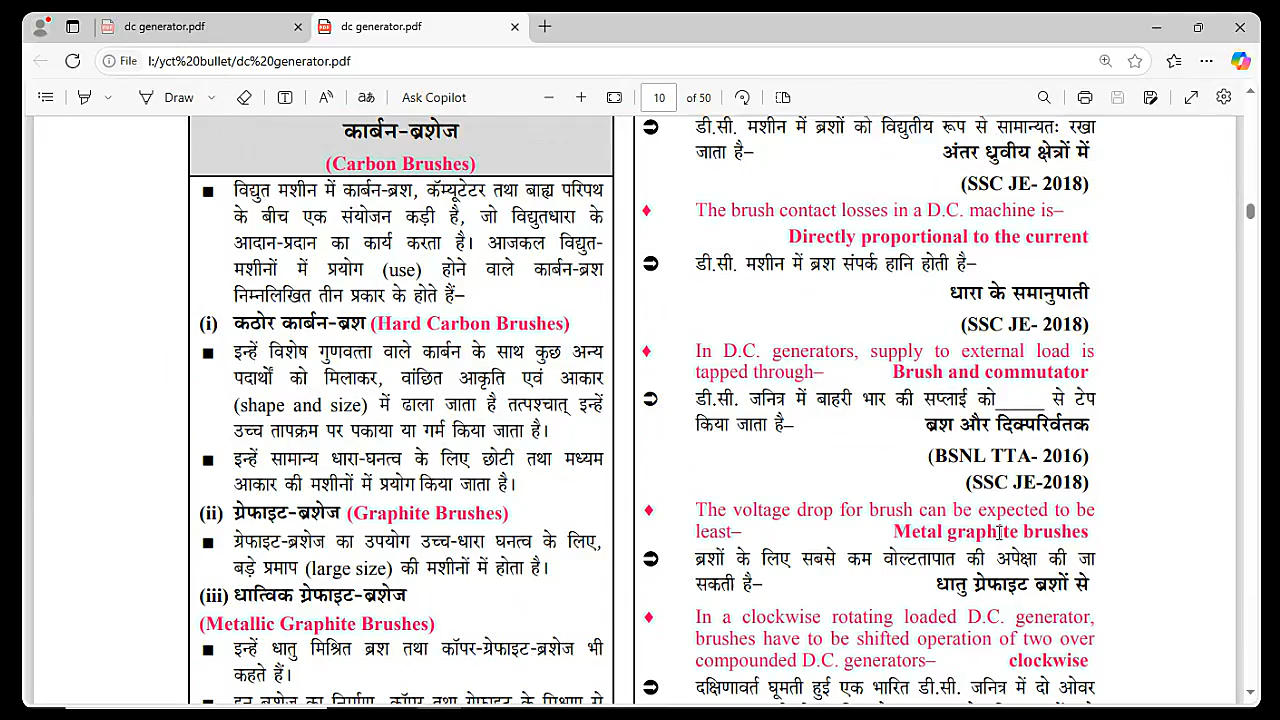 dc generator.pdf
dc generator.pdf
File
I:/yct%20bullet/dc%20generator.pdf
Draw
Ask Copilot
10
of 50
कार्बन-ब्रशेज
(Carbon Brushes)
■ विद्युत मशीन में कार्बन-ब्रश, कॅम्यूटेटर तथा बाह्य परिपथ
के बीच एक संयोजन कड़ी है, जो विद्युतधारा के
आदान-प्रदान का कार्य करता है। आजकल विद्युत-
मशीनों में प्रयोग (use) होने वाले कार्बन-ब्रश
निम्नलिखित तीन प्रकार के होते हैं–
(i) कठोर कार्बन-ब्रश (Hard Carbon Brushes)
■ इन्हें विशेष गुणवत्ता वाले कार्बन के साथ कुछ अन्य
पदार्थों को मिलाकर, वांछित आकृति एवं आकार
(shape and size) में ढाला जाता है तत्पश्चात् इन्हें
उच्च तापक्रम पर पकाया या गर्म किया जाता है।
■ इन्हें सामान्य धारा-घनत्व के लिए छोटी तथा मध्यम
आकार की मशीनों में प्रयोग किया जाता है।
(ii) ग्रेफाइट-ब्रशेज (Graphite Brushes)
■ ग्रेफाइट-ब्रशेज का उपयोग उच्च-धारा घनत्व के लिए,
बड़े प्रमाप (large size) की मशीनों में होता है।
(iii) धात्विक ग्रेफाइट-ब्रशेज
(Metallic Graphite Brushes)
■ इन्हें धातु मिश्रित ब्रश तथा कॉपर-ग्रेफाइट-ब्रशेज भी
कहते हैं।
■ इन ब्रशेज का निर्माण, कॉपर तथा ग्रेफाइट के मिश्रण से
डी.सी. मशीन में ब्रशों को विद्युतीय रूप से सामान्यतः रखा
जाता है– अंतर ध्रुवीय क्षेत्रों में
(SSC JE- 2018)
The brush contact losses in a D.C. machine is–
Directly proportional to the current
डी.सी. मशीन में ब्रश संपर्क हानि होती है–
धारा के समानुपाती
(SSC JE- 2018)
In D.C. generators, supply to external load is
tapped through– Brush and commutator
डी.सी. जनित्र में बाहरी भार की सप्लाई को_____ से टेप
किया जाता है– ब्रश और दिक्परिर्वतक
(BSNL TTA- 2016)
(SSC JE-2018)
The voltage drop for brush can be expected to be
least– Metal graphite brushes
ब्रशों के लिए सबसे कम वोल्टतापात की अपेक्षा की जा
सकती है– धातु ग्रेफाइट ब्रशों से
In a clockwise rotating loaded D.C. generator,
brushes have to be shifted operation of two over
compounded D.C. generators– clockwise
दक्षिणावर्त घूमती हुई एक भारित डी.सी. जनित्र में दो ओवर